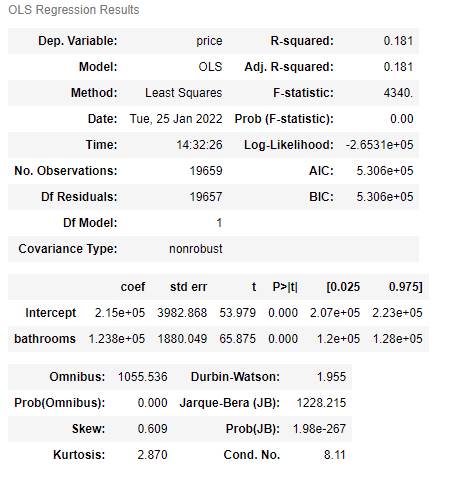 OLS Regression Results
Dep. Variable: price R-squared: 0.181
Model: OLS Adj. R-squared: 0.181
Method: Least Squares F-statistic: 4340.
Date: Tue, 25 Jan 2022 Prob (F-statistic): 0.00
Time: 14:32:26 Log-Likelihood: -2.6531e+05
No. Observations: 19659 AIC: 5.306e+05
Df Residuals: 19657 BIC: 5.306e+05
Df Model: 1
Covariance Type: nonrobust
coef std err t P>|t| [0.025 0.975]
Intercept 2.15e+05 3982.868 53.979 0.000 2.07e+05 2.23e+05
bathrooms 1.238e+05 1880.049 65.875 0.000 1.2e+05 1.28e+05
Omnibus: 1055.536 Durbin-Watson: 1.955
Prob(Omnibus): 0.000 Jarque-Bera (JB): 1228.215
Skew: 0.609 Prob(JB): 1.98e-267
Kurtosis: 2.870 Cond. No. 8.11